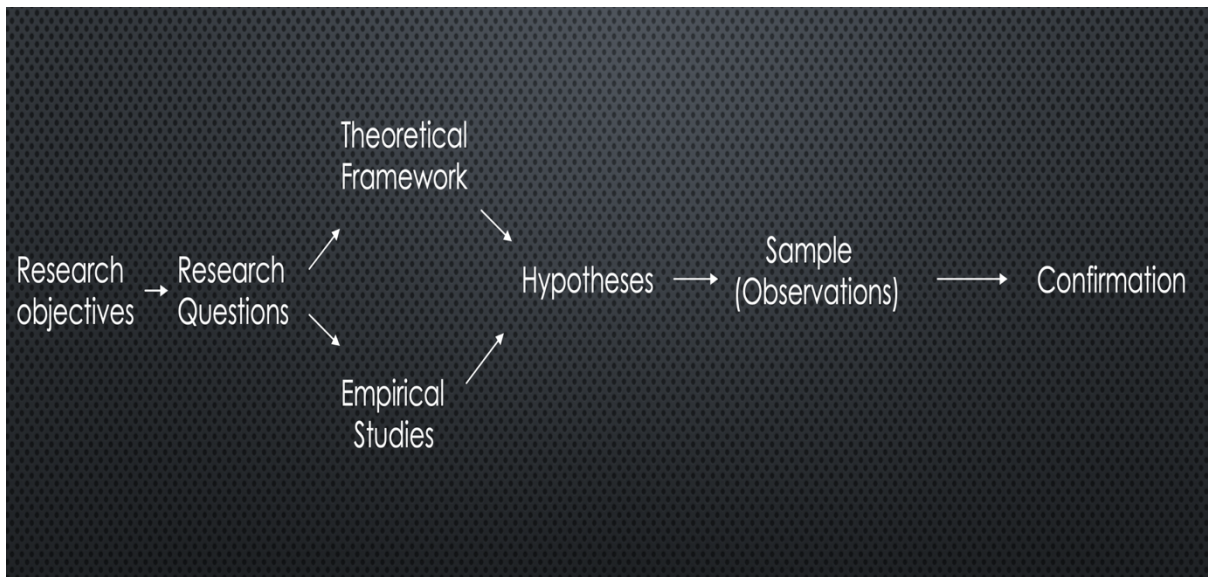 Research
objectives
Research
Questions
Theoretical
Framework
Empirical
Studies
Hypotheses
Sample
(Observations)
Confirmation